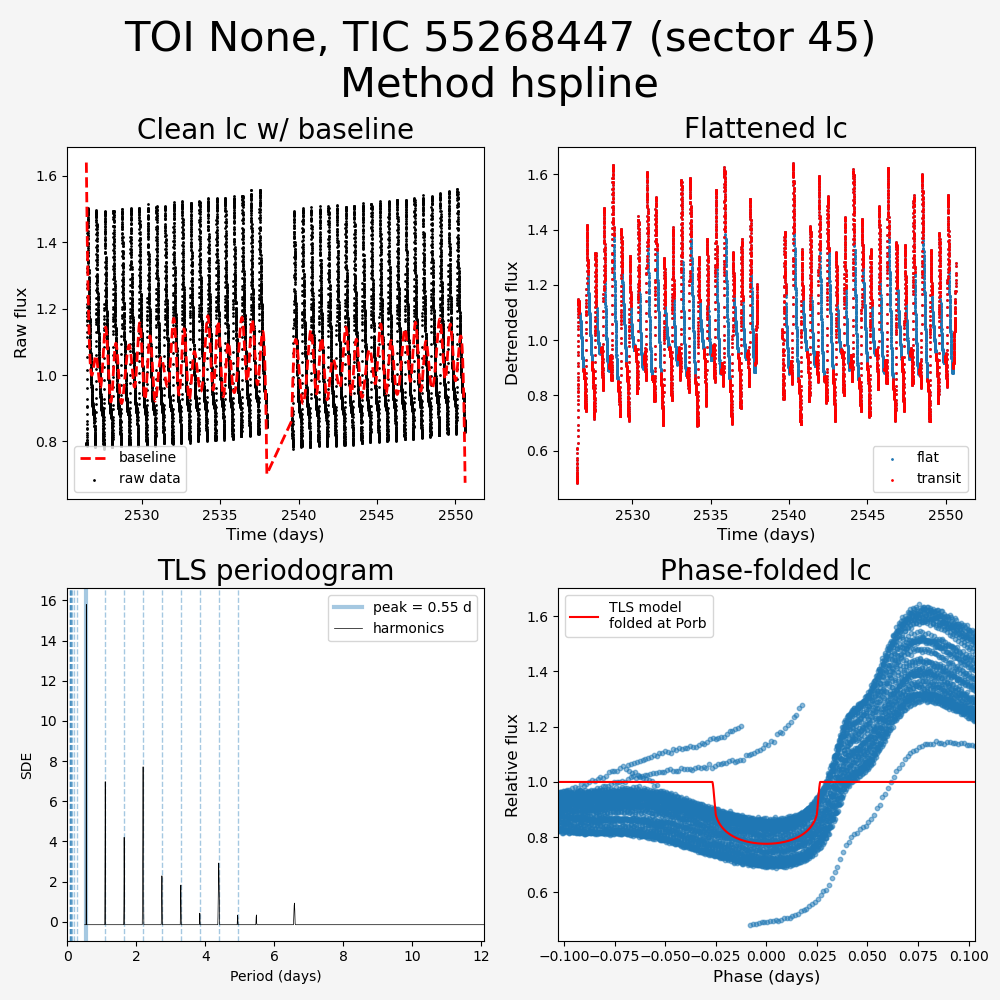 TOI None, TIC 55268447 (sector 45)
Method hspline
Clean lc w/ baseline
Flattened lc
1.6
1.4
1.2
1.0
0.8
Raw flux
baseline
raw data
2530
2535
2540
2545
2550
Time (days)
1.6
1.4
1.2
1.0
0.8
0.6
Detrended flux
flat
transit
2530
2535
2540
2545
2550
Time (days)
TLS periodogram
Phase-folded lc
16
14
12
10
8
6
4
2
0
SDE
peak = 0.55 d
harmonics
0
2
4
6
8
10
12
Period (days)
1.6
1.4
1.2
1.0
0.8
0.6
Relative flux
TLS model
folded at Porb
−0.100
−0.075
−0.050
−0.025
0.000
0.025
0.050
0.075
0.100
Phase (days)